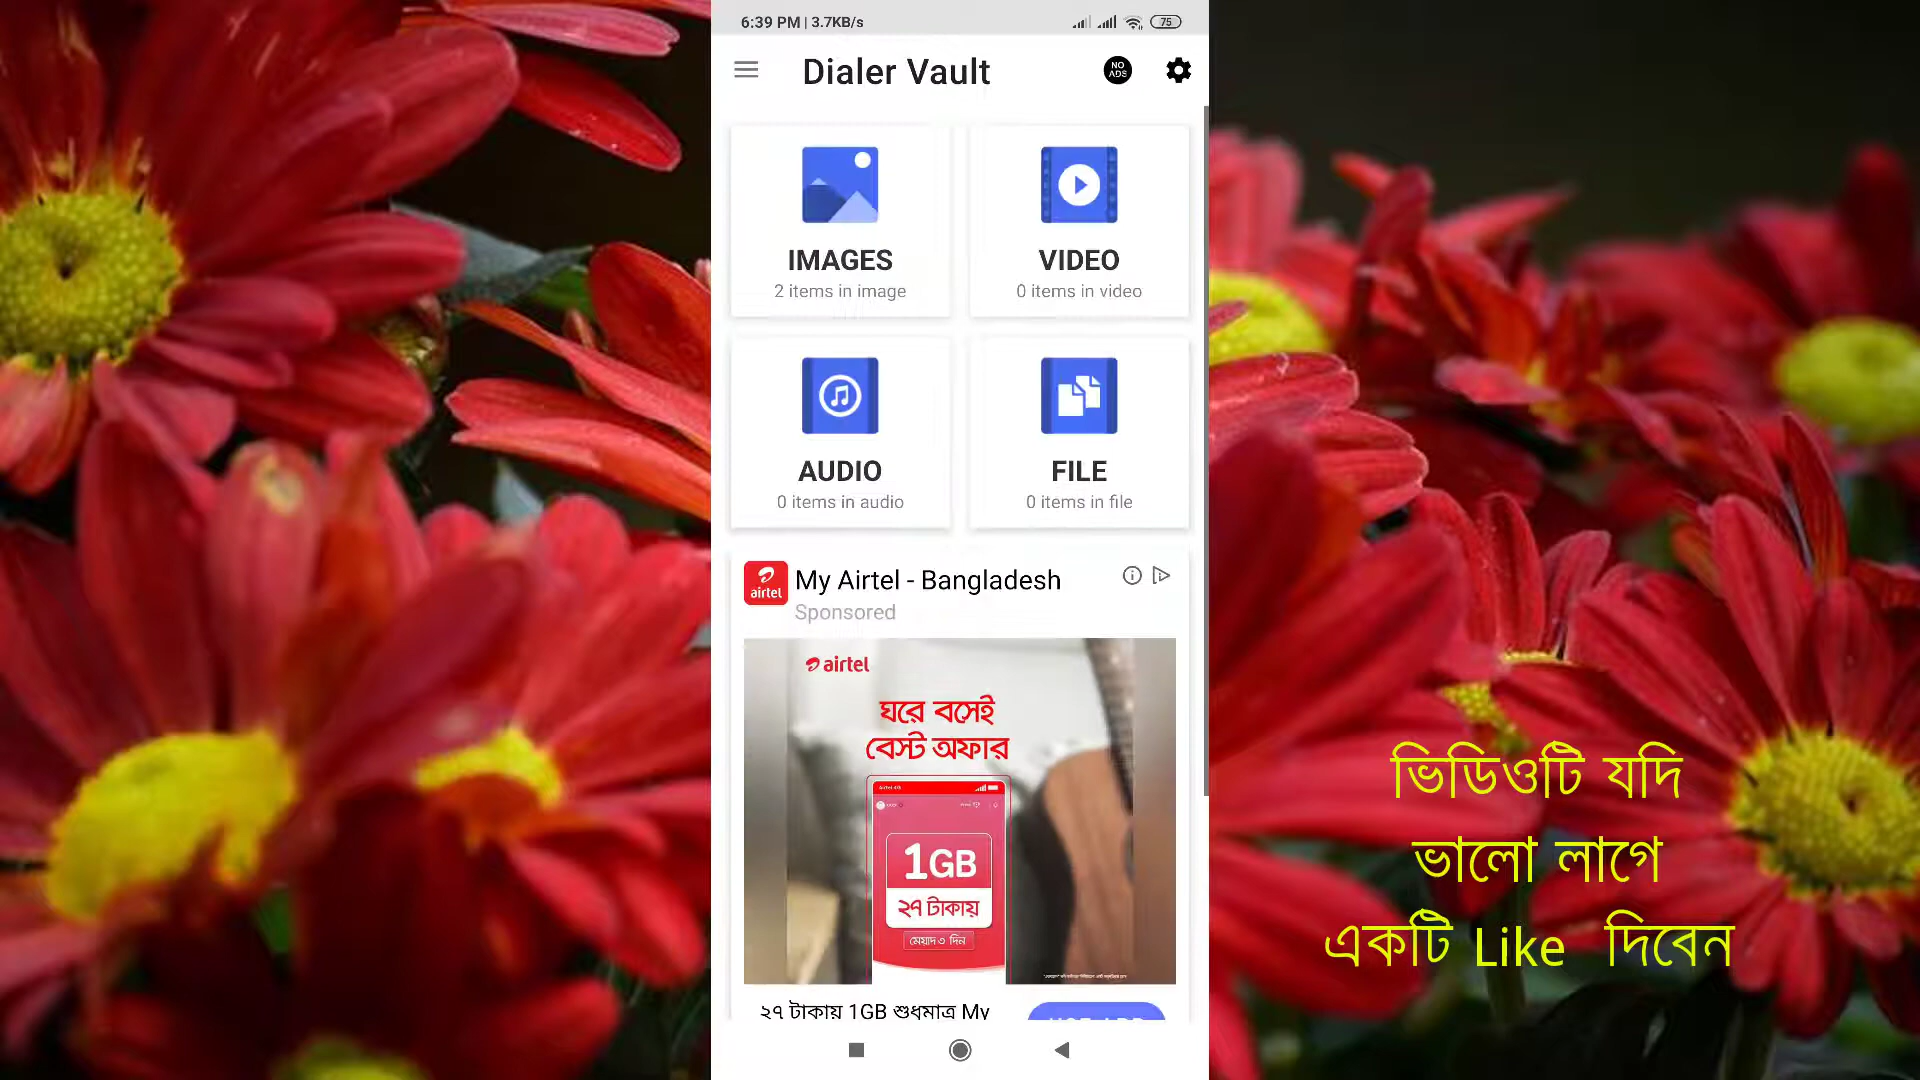 6:39 PM | 3.7KB/s
75
Dialer Vault
NO
ADS
IMAGES
2 items in image
VIDEO
0 items in video
AUDIO
0 items in audio
FILE
0 items in file
airtel
My Airtel - Bangladesh
Sponsored
airtel
ঘরে বসেই
বেস্ট অফার
1GB
২৭ টাকায়
মেয়াদ ৩ দিন
২৭ টাকায় 1GB শুধুমাত্র My
ভিডিওটি যদি
ভালো লাগে
একটি Like দিবেন